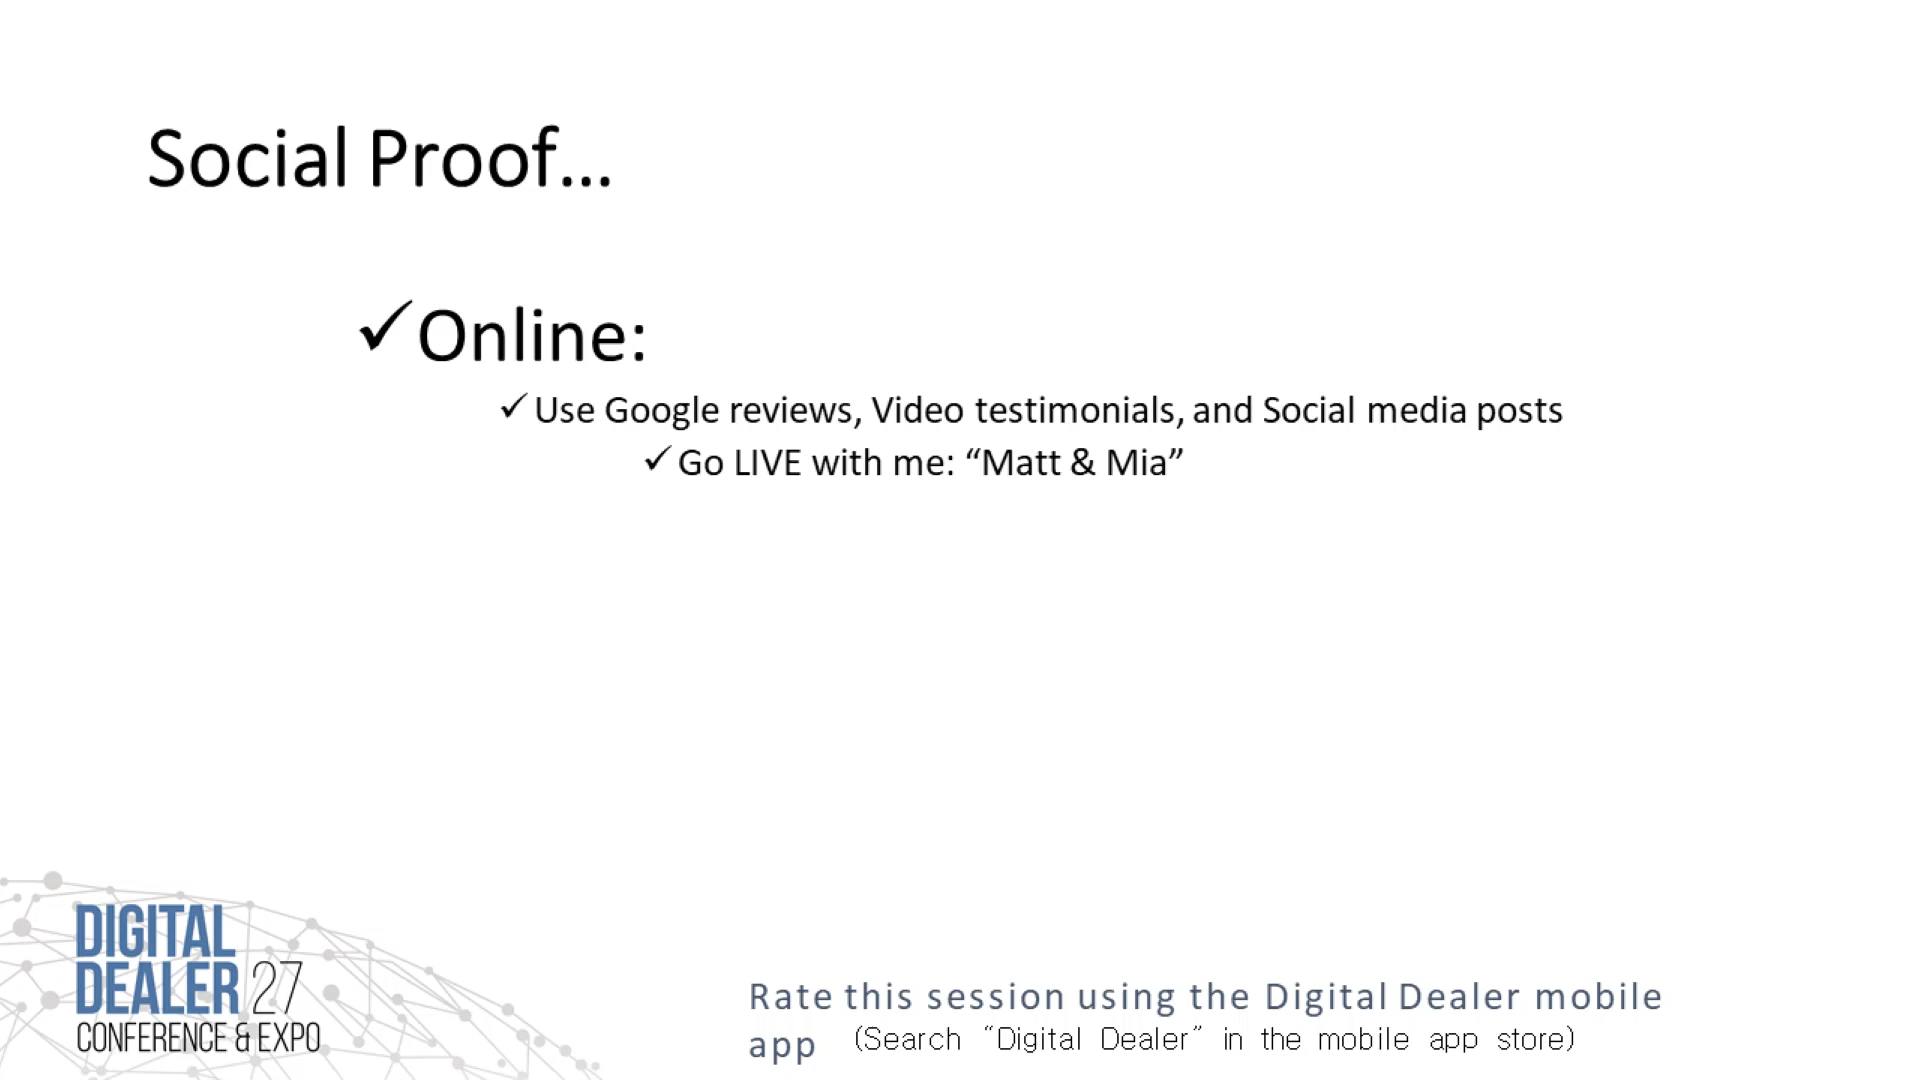 Social Proof...
✓Online:
✓Use Google reviews, Video testimonials, and Social media posts
✓Go LIVE with me: “Matt & Mia”
DIGITAL
DEALER 27
CONFERENCE & EXPO
Rate this session using the Digital Dealer mobile
app (Search “Digital Dealer” in the mobile app store)